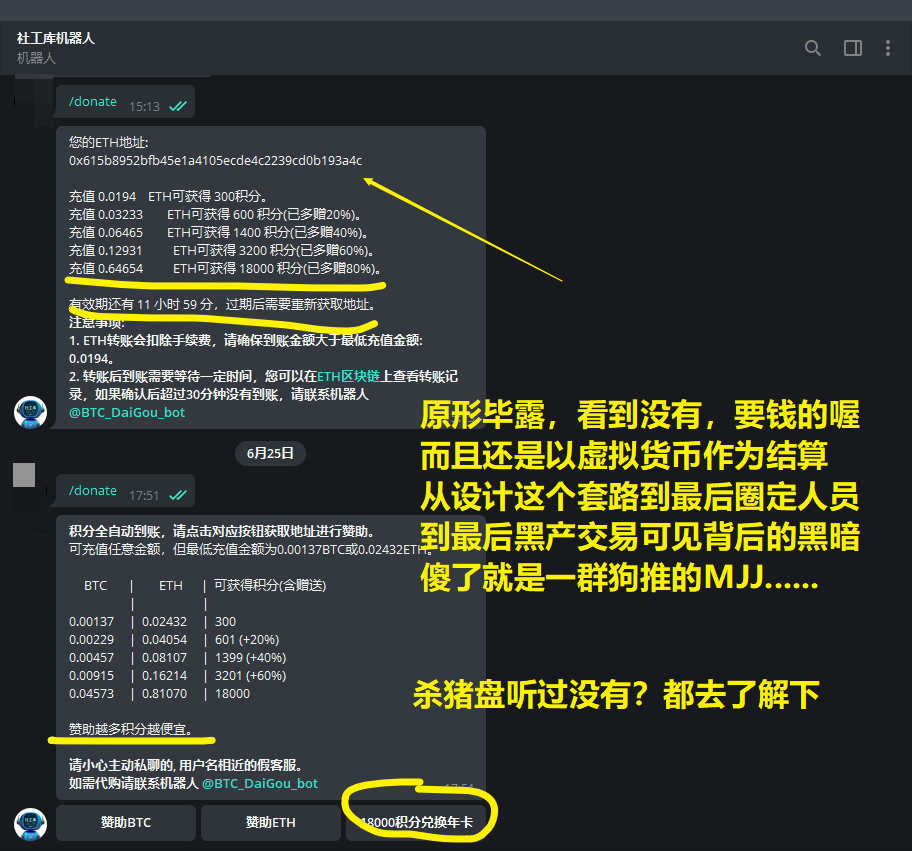 社工库机器人
机器人
/donate 15:13
您的ETH地址:
0x615b8952bfb45e1a4105ecde4c2239cd0b193a4c
充值 0.0194 ETH可获得 300积分。
充值 0.03233 ETH可获得 600 积分(已多赠20%)。
充值 0.06465 ETH可获得 1400 积分(已多赠40%)。
充值 0.12931 ETH可获得 3200 积分(已多赠60%)。
充值 0.64654 ETH可获得 18000 积分(已多赠80%)。
有效期还有 11 小时 59 分，过期后需要重新获取地址。
注意事项:
1. ETH转账会扣除手续费，请确保到账金额大于最低充值金额:
0.0194。
2. 转账后到账需要等待一定时间，您可以在ETH区块链上查看转账记
录，如果确认后超过30分钟没有到账，请联系机器人
@BTC_DaiGou_bot
原形毕露，看到没有，要钱的喔
而且还是以虚拟货币作为结算
从设计这个套路到最后圈定人员
到最后黑产交易可见背后的黑暗
傻了就是一群狗推的MJJ......
6月25日
/donate 17:51
积分全自动到账，请点击对应按钮获取地址进行赞助。
可充值任意金额，但最低充值金额为0.00137BTC或0.02432ETH。
BTC | ETH | 可获得积分(含赠送)
| |
0.00137 | 0.02432 | 300
0.00229 | 0.04054 | 601 (+20%)
0.00457 | 0.08107 | 1399 (+40%)
0.00915 | 0.16214 | 3201 (+60%)
0.04573 | 0.81070 | 18000
杀猪盘听过没有？都去了解下
赞助越多积分越便宜。
请小心主动私聊的, 用户名相近的假客服。
如需代购请联系机器人 @BTC_DaiGou_bot
17:51
赞助BTC
赞助ETH
18000积分兑换年卡